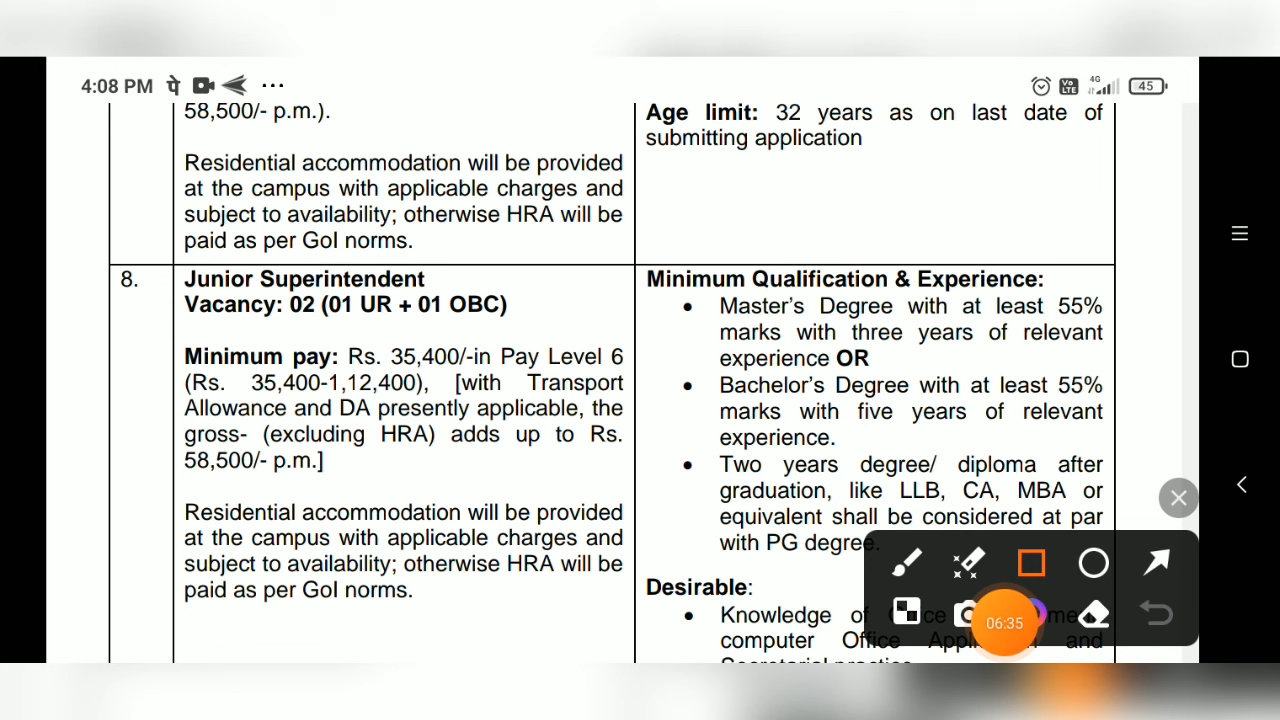 4:08 PM पे ...
4G
Vo
LTE
45
58,500/- p.m.).
Residential accommodation will be provided
at the campus with applicable charges and
subject to availability; otherwise HRA will be
paid as per GoI norms.
Age limit: 32 years as on last date of
submitting application
8.
Junior Superintendent
Vacancy: 02 (01 UR + 01 OBC)
Minimum pay: Rs. 35,400/-in Pay Level 6
(Rs. 35,400-1,12,400), [with Transport
Allowance and DA presently applicable, the
gross- (excluding HRA) adds up to Rs.
58,500/- p.m.]
Residential accommodation will be provided
at the campus with applicable charges and
subject to availability; otherwise HRA will be
paid as per GoI norms.
Minimum Qualification & Experience:
• Master’s Degree with at least 55%
marks with three years of relevant
experience OR
• Bachelor’s Degree with at least 55%
marks with five years of relevant
experience.
• Two years degree/ diploma after
graduation, like LLB, CA, MBA or
equivalent shall be considered at par
with PG degree.
Desirable:
• Knowledge of
computer Office and
Secretarial practice
06:35